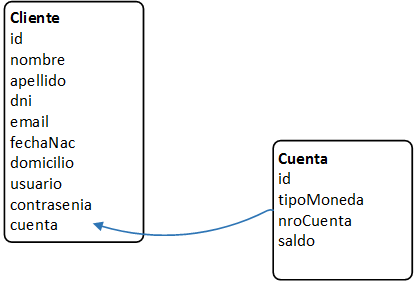 Cliente
id
nombre
apellido
dni
email
fechaNac
domicilio
usuario
contrasenia
cuenta
Cuenta
id
tipoMoneda
nroCuenta
saldo